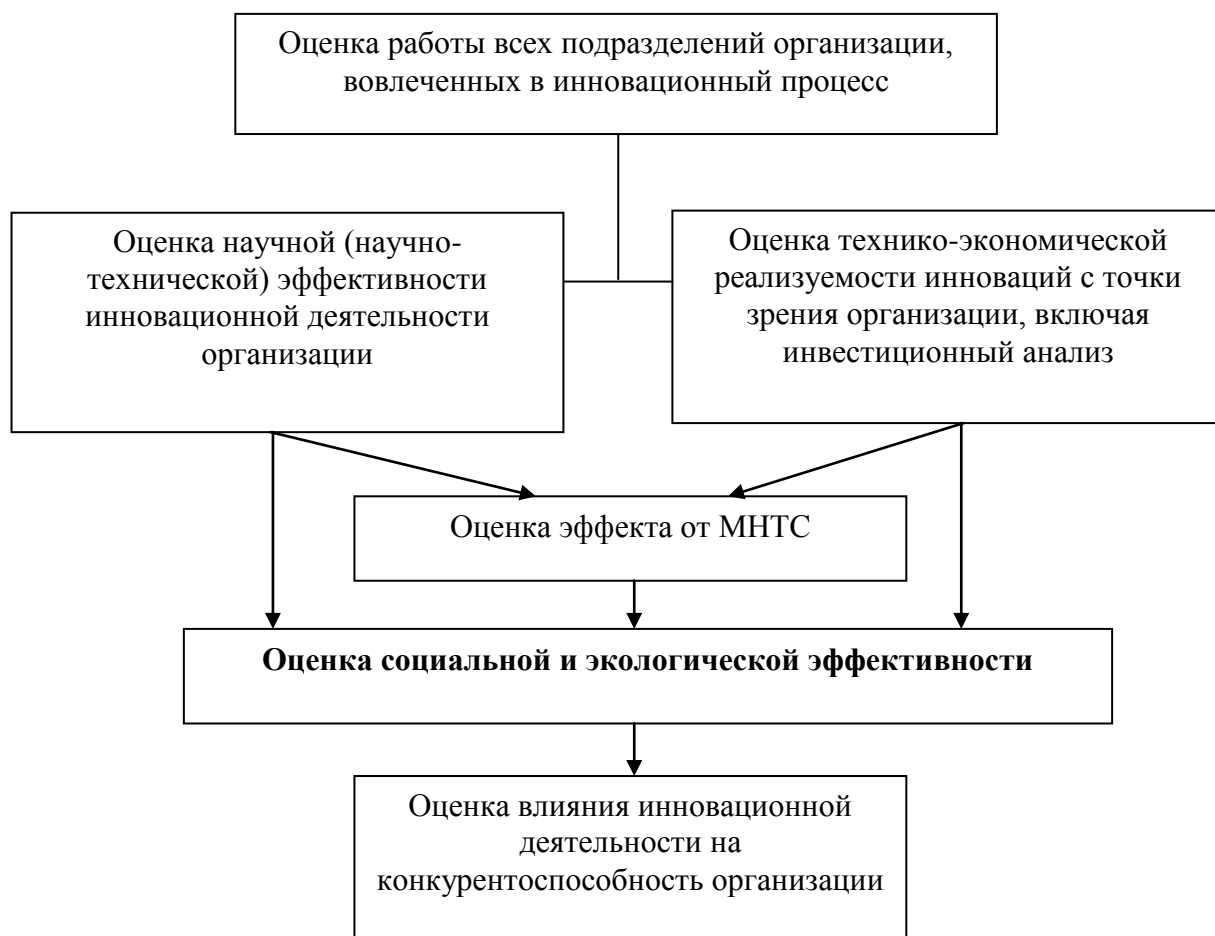 Оценка работы всех подразделений организации,
вовлеченных в инновационный процесс
Оценка научной (научно-
технической) эффективности
инновационной деятельности
организации
Оценка технико-экономической
реализуемости инноваций с точки
зрения организации, включая
инвестиционный анализ
Оценка эффекта от МНТС
Оценка социальной и экологической эффективности
Оценка влияния инновационной
деятельности на
конкурентоспособность организации